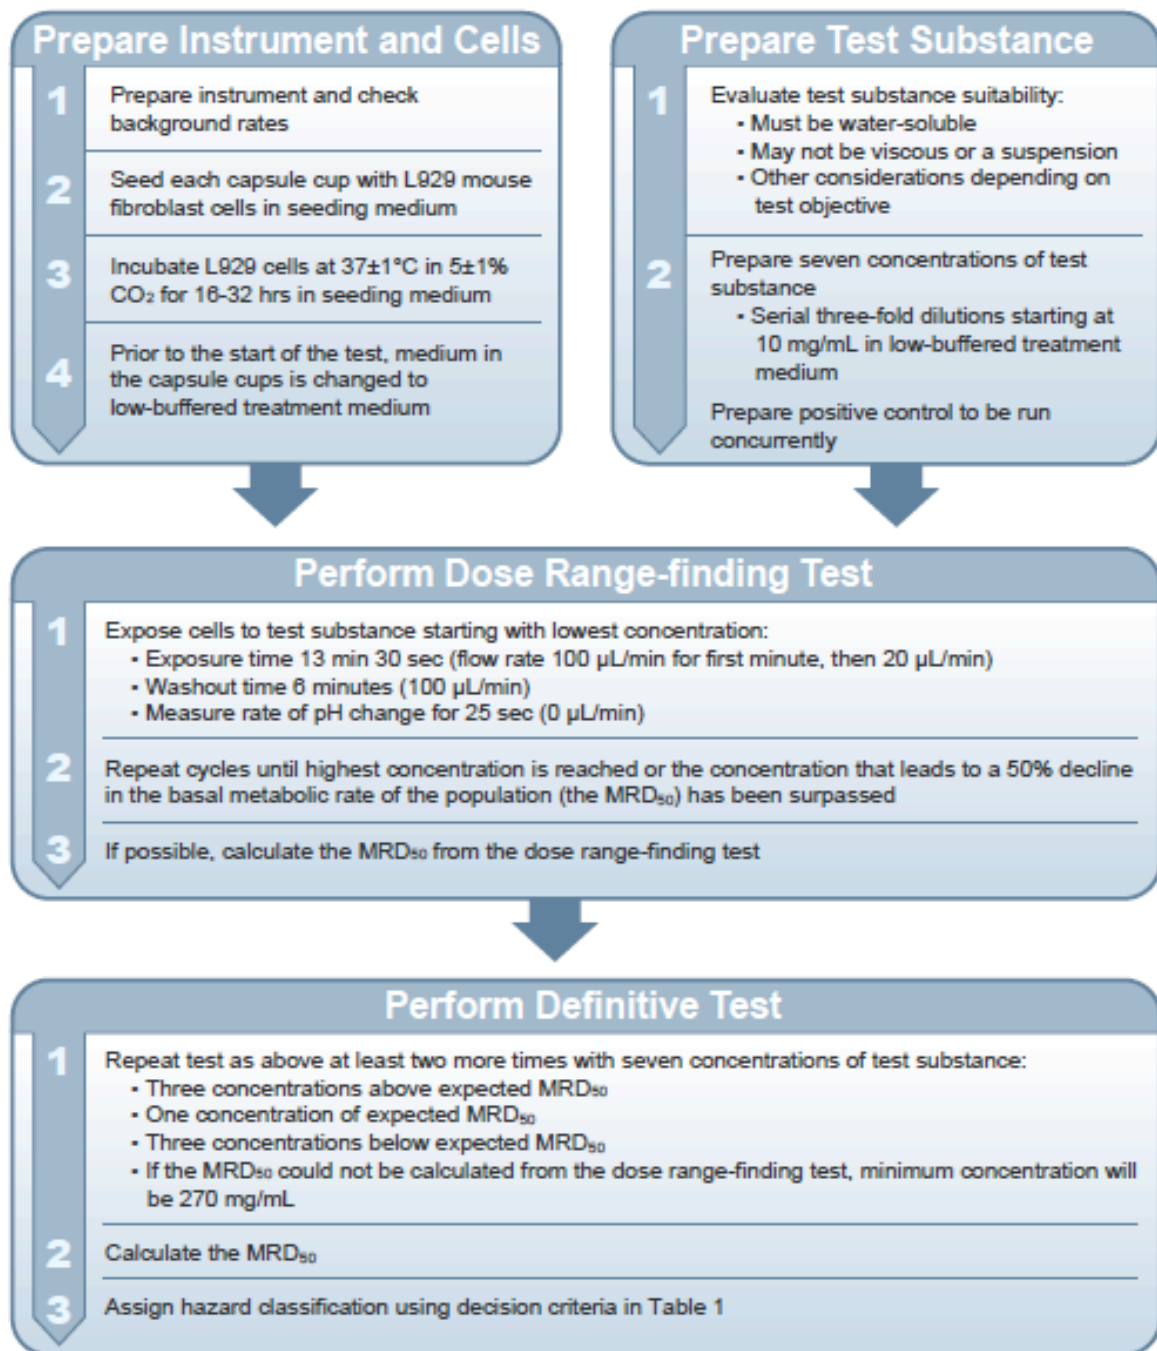 Prepare Instrument and Cells
1
Prepare instrument and check
background rates
2
Seed each capsule cup with L929 mouse
fibroblast cells in seeding medium
3
Incubate L929 cells at 37±1°C in 5±1%
CO₂ for 16-32 hrs in seeding medium
4
Prior to the start of the test, medium in
the capsule cups is changed to
low-buffered treatment medium
Prepare Test Substance
1
Evaluate test substance suitability:
▪ Must be water-soluble
▪ May not be viscous or a suspension
▪ Other considerations depending on
test objective
2
Prepare seven concentrations of test
substance
▪ Serial three-fold dilutions starting at
10 mg/mL in low-buffered treatment
medium
Prepare positive control to be run
concurrently
Perform Dose Range-finding Test
1
Expose cells to test substance starting with lowest concentration:
▪ Exposure time 13 min 30 sec (flow rate 100 µL/min for first minute, then 20 µL/min)
▪ Washout time 6 minutes (100 µL/min)
▪ Measure rate of pH change for 25 sec (0 µL/min)
2
Repeat cycles until highest concentration is reached or the concentration that leads to a 50% decline
in the basal metabolic rate of the population (the MRD₅₀) has been surpassed
3
If possible, calculate the MRD₅₀ from the dose range-finding test
Perform Definitive Test
1
Repeat test as above at least two more times with seven concentrations of test substance:
▪ Three concentrations above expected MRD₅₀
▪ One concentration of expected MRD₅₀
▪ Three concentrations below expected MRD₅₀
▪ If the MRD₅₀ could not be calculated from the dose range-finding test, minimum concentration will
be 270 mg/mL
2
Calculate the MRD₅₀
3
Assign hazard classification using decision criteria in Table 1